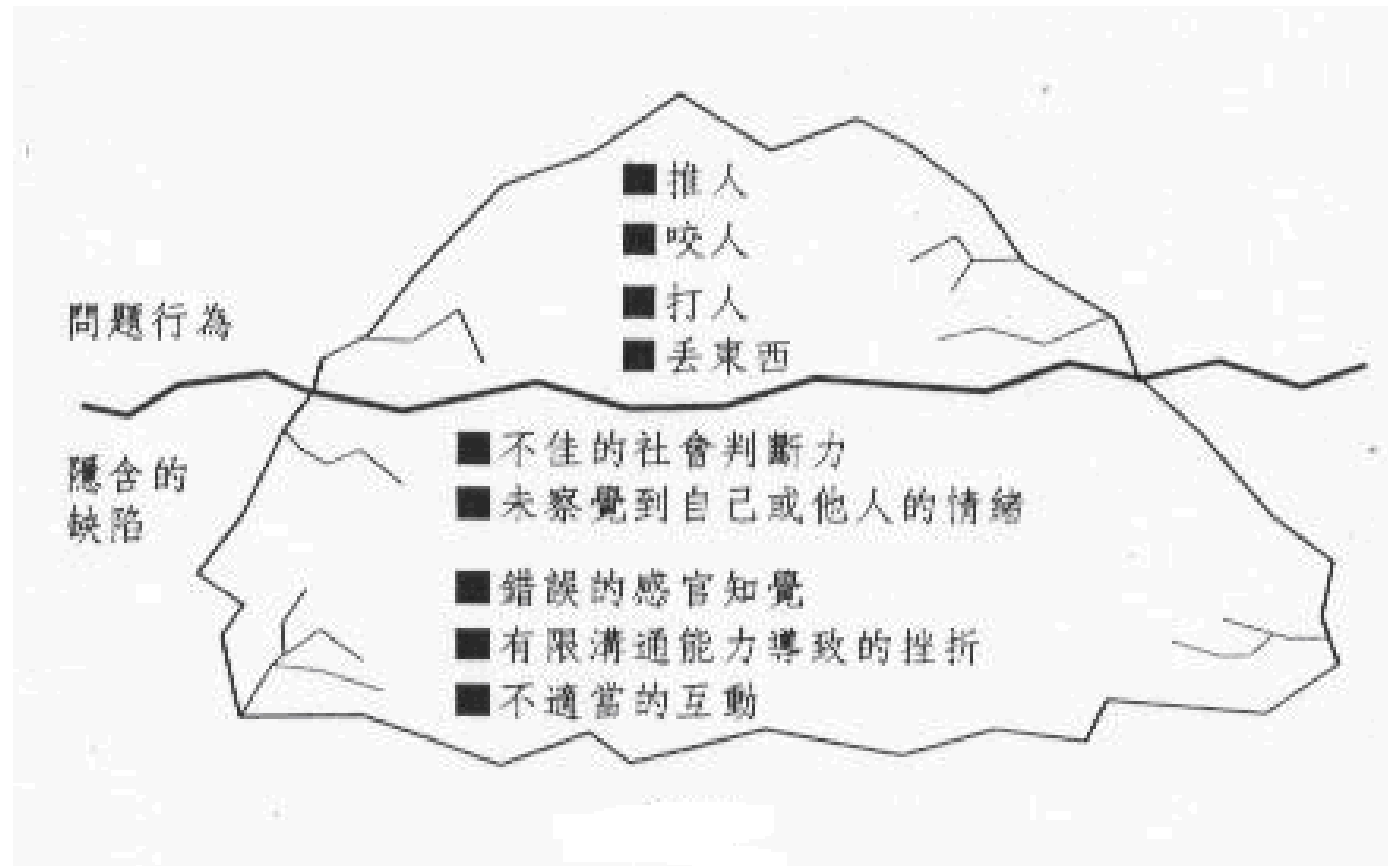 ■推人
■咬人
■打人
■丢東西
問題行為
隱含的
缺陷
■不佳的社會判斷力
■未察覺到自己或他人的情緒
■錯誤的感官知覺
■有限溝通能力導致的挫折
■不適當的互動